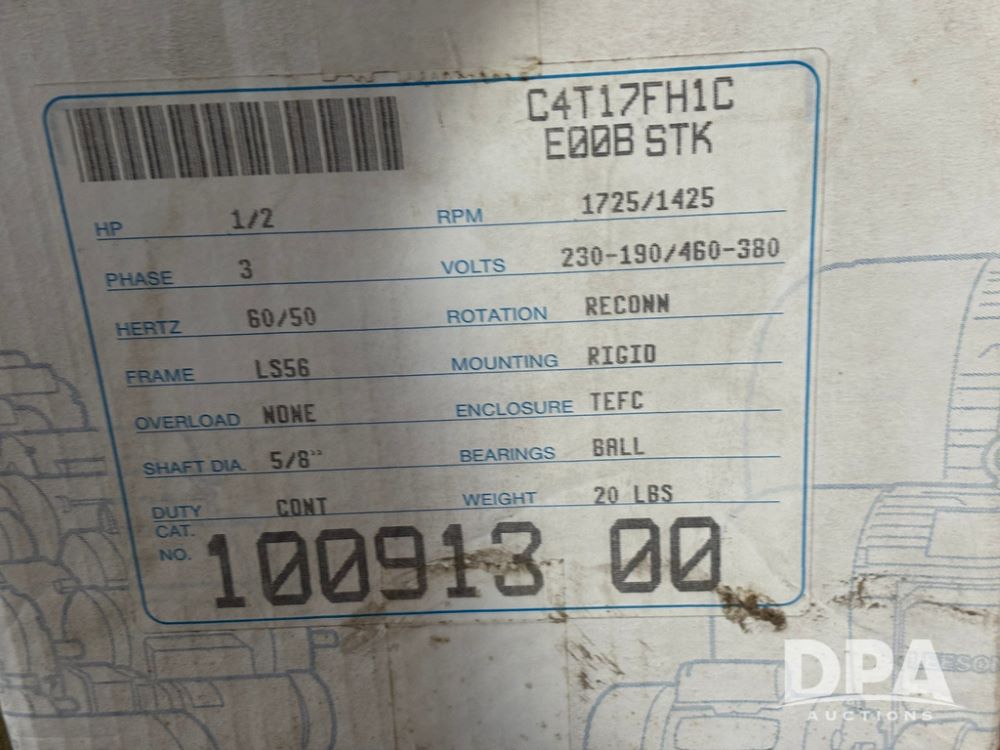 C4T17FH1C
E00B STK
HP 1/2 RPM 1725/1425
PHASE 3 VOLTS 230-190/460-380
HERTZ 60/50 ROTATION RECONN
FRAME LS56 MOUNTING RIGID
OVERLOAD NONE ENCLOSURE TEFC
SHAFT DIA. 5/8" BEARINGS BALL
DUTY CONT WEIGHT 20 LBS
CAT.
NO. 100913 00
DPA
AUCTIONS